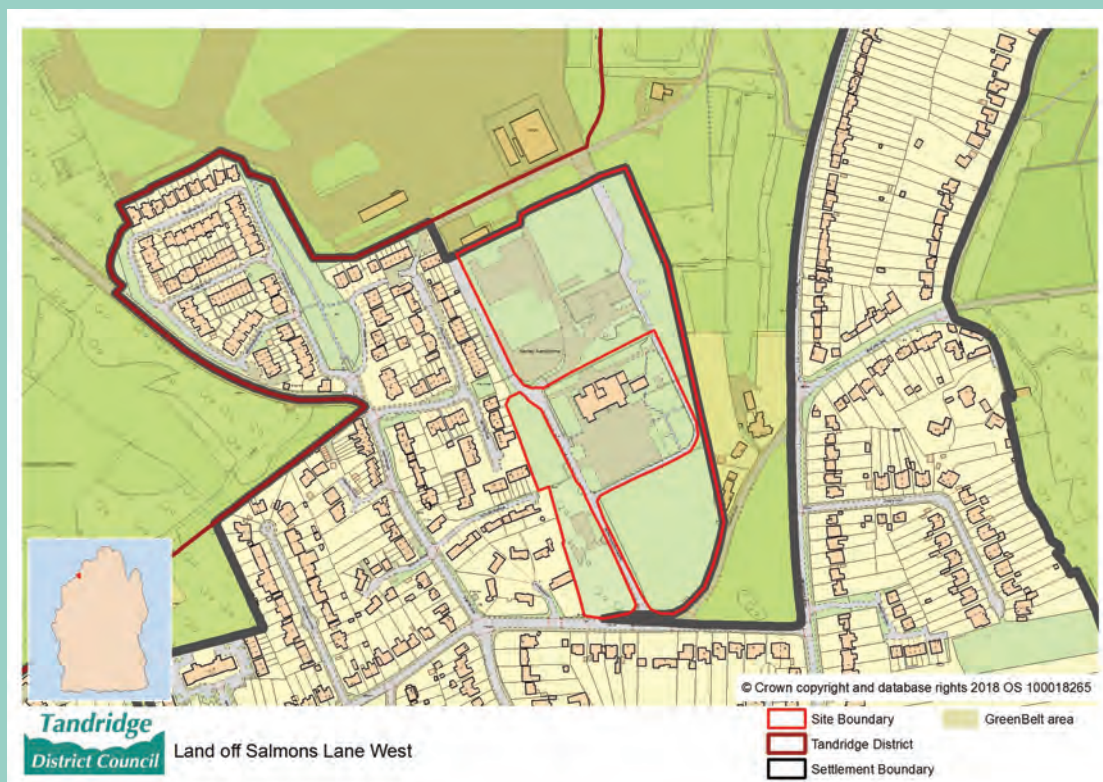 © Crown copyright and database rights 2018 OS 100018265
Tandridge
District Council
Land off Salmons Lane West
Site Boundary
GreenBelt area
Tandridge District
Settlement Boundary